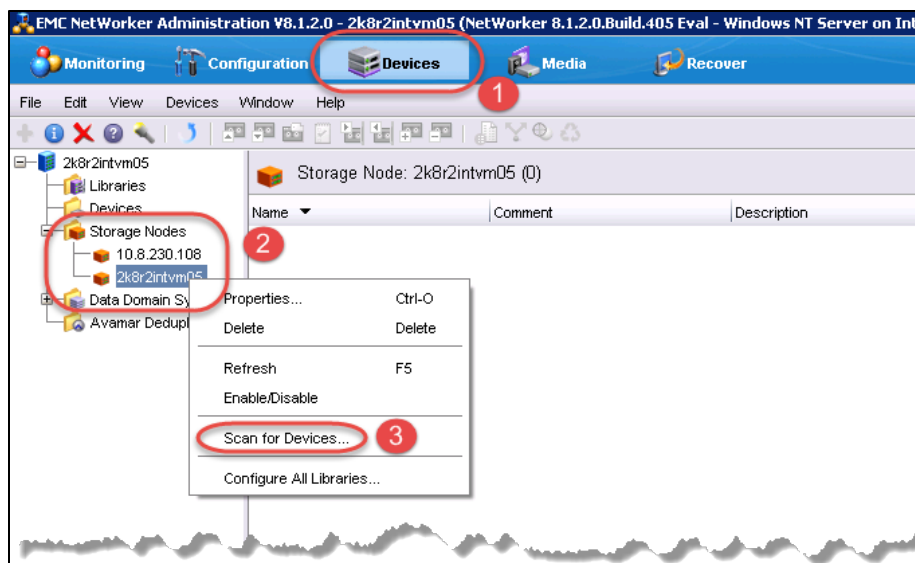 EMC NetWorker Administration V8.1.2.0 - 2k8r2intvm05 (NetWorker 8.1.2.0.Build.405 Eval - Windows NT Server on Int
Monitoring Configuration Devices Media Recover
1
File Edit View Devices Window Help
2k8r2intvm05
Storage Node: 2k8r2intvm05 (0)
Libraries
Devices
Name Comment Description
Storage Nodes
2
10.8.230.108
2k8r2intvm05
Data Domain Sy
Avamar Dedupl
Properties... Ctrl-O
Delete Delete
Refresh F5
Enable/Disable
Scan for Devices... 3
Configure All Libraries...